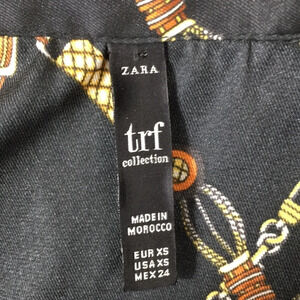 ZARA
trf
collection
MADE IN
MOROCCO
EUR XS
USA XS
MEX 24